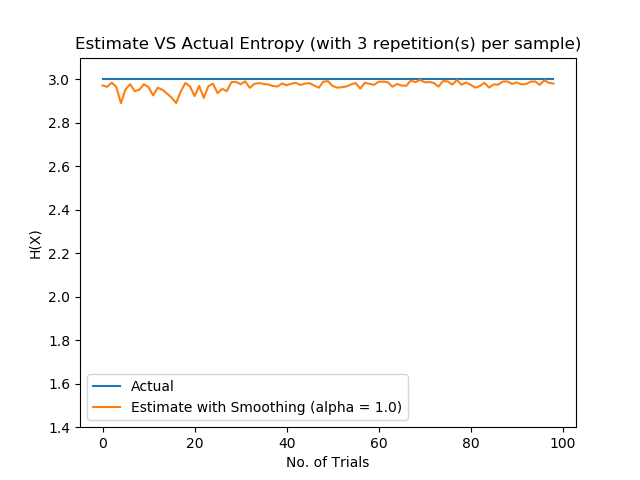 Estimate VS Actual Entropy (with 3 repetition(s) per sample)
3.0
2.8
2.6
2.4
2.2
2.0
1.8
1.6
1.4
H(X)
Actual
Estimate with Smoothing (alpha = 1.0)
0 20 40 60 80 100
No. of Trials